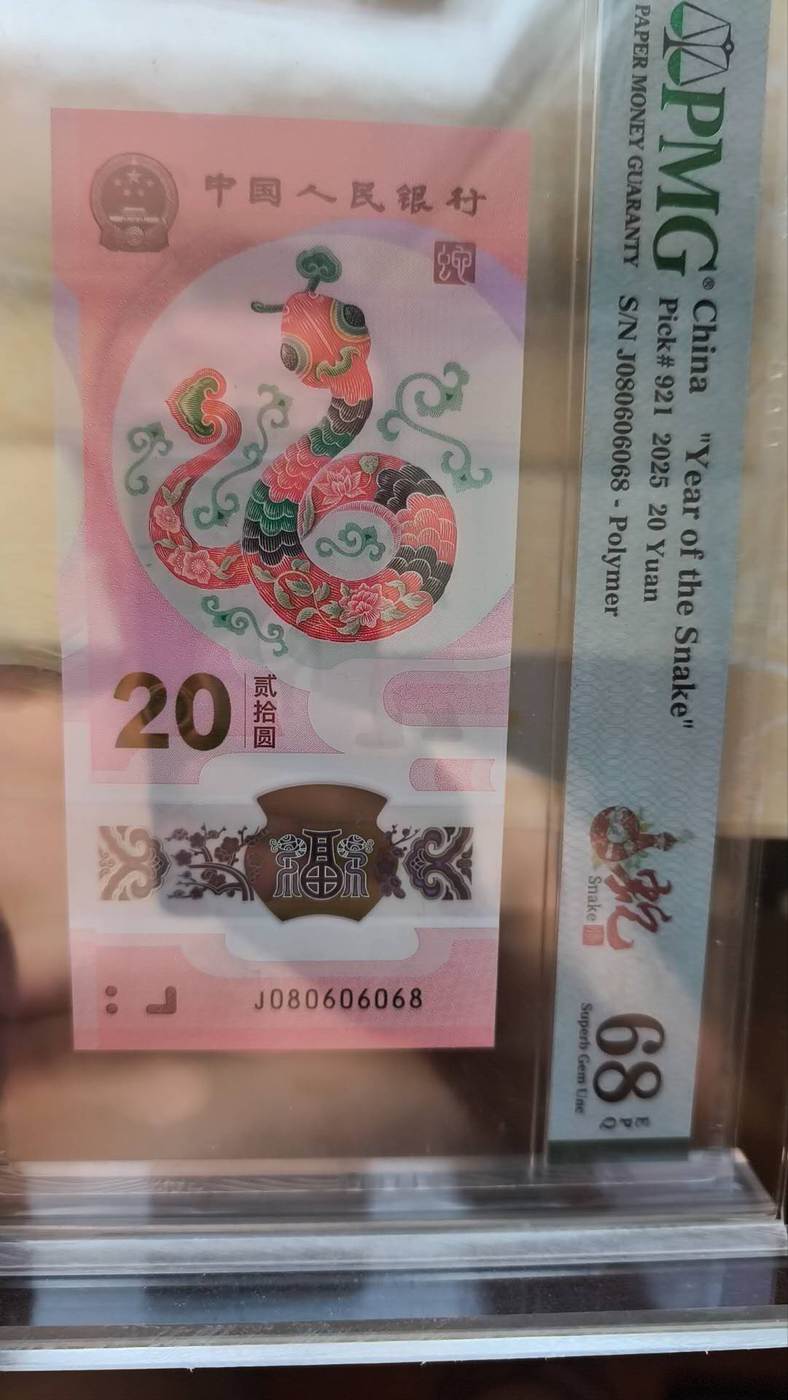 中国人民银行
蛇
20
贰拾圆
J080606068
PMG®
PAPER MONEY GUARANTY
China "Year of the Snake"
Pick# 921 2025 20 Yuan
S/N J080606068 - Polymer
蛇
Snake
68
EPQ
Superb Gem Unc